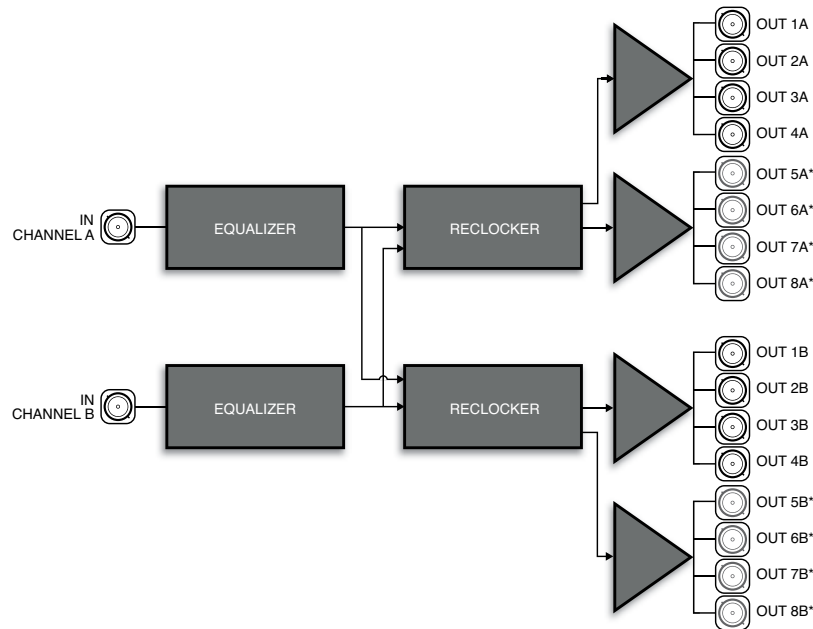 OUT 1A
OUT 2A
OUT 3A
OUT 4A
OUT 5A*
OUT 6A*
OUT 7A*
OUT 8A*
IN
CHANNEL A
EQUALIZER
RECLOCKER
OUT 1B
OUT 2B
OUT 3B
OUT 4B
IN
CHANNEL B
EQUALIZER
RECLOCKER
OUT 5B*
OUT 6B*
OUT 7B*
OUT 8B*